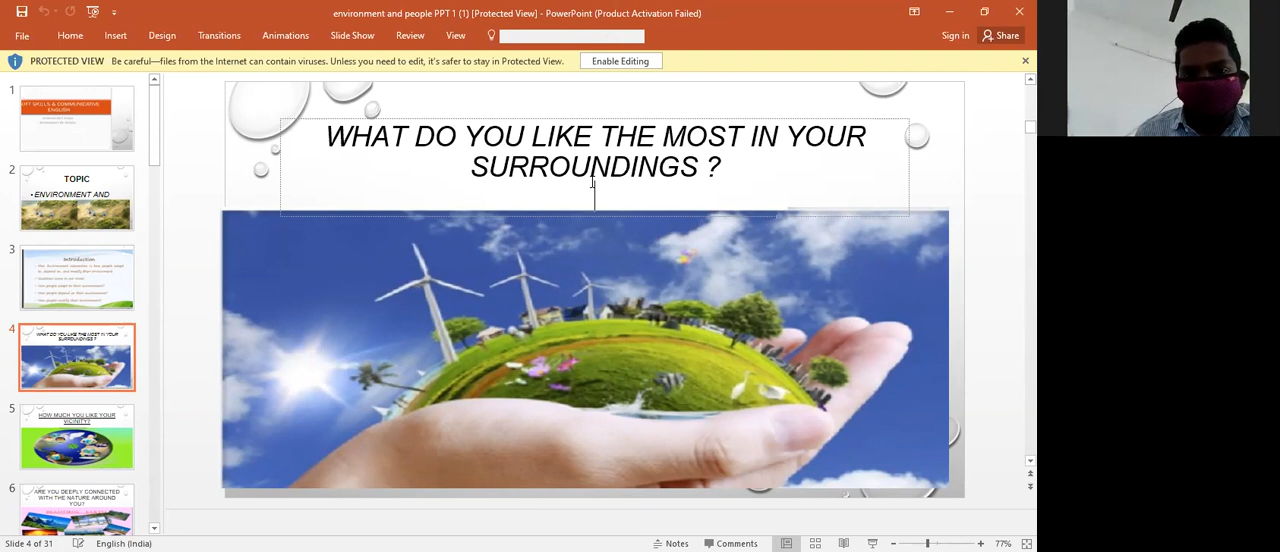 environment and people PPT 1 (1) [Protected View] - PowerPoint (Product Activation Failed)
File Home Insert Design Transitions Animations Slide Show Review View
Sign in Share
PROTECTED VIEW Be careful—files from the Internet can contain viruses. Unless you need to edit, it's safer to stay in Protected View. Enable Editing
1
SKILLS & COMMUNICATIVE
ENGLISH
2
TOPIC
• ENVIRONMENT AND
3
Introduction
4
WHAT DO YOU LIKE THE MOST IN YOUR
SURROUNDINGS ?
5
HOW MUCH YOU LIKE YOUR
VICINITY?
6
ARE YOU DEEPLY CONNECTED
WITH THE NATURE AROUND
YOU?
WHAT DO YOU LIKE THE MOST IN YOUR
SURROUNDINGS ?
Slide 4 of 31 English (India) Notes Comments 77%